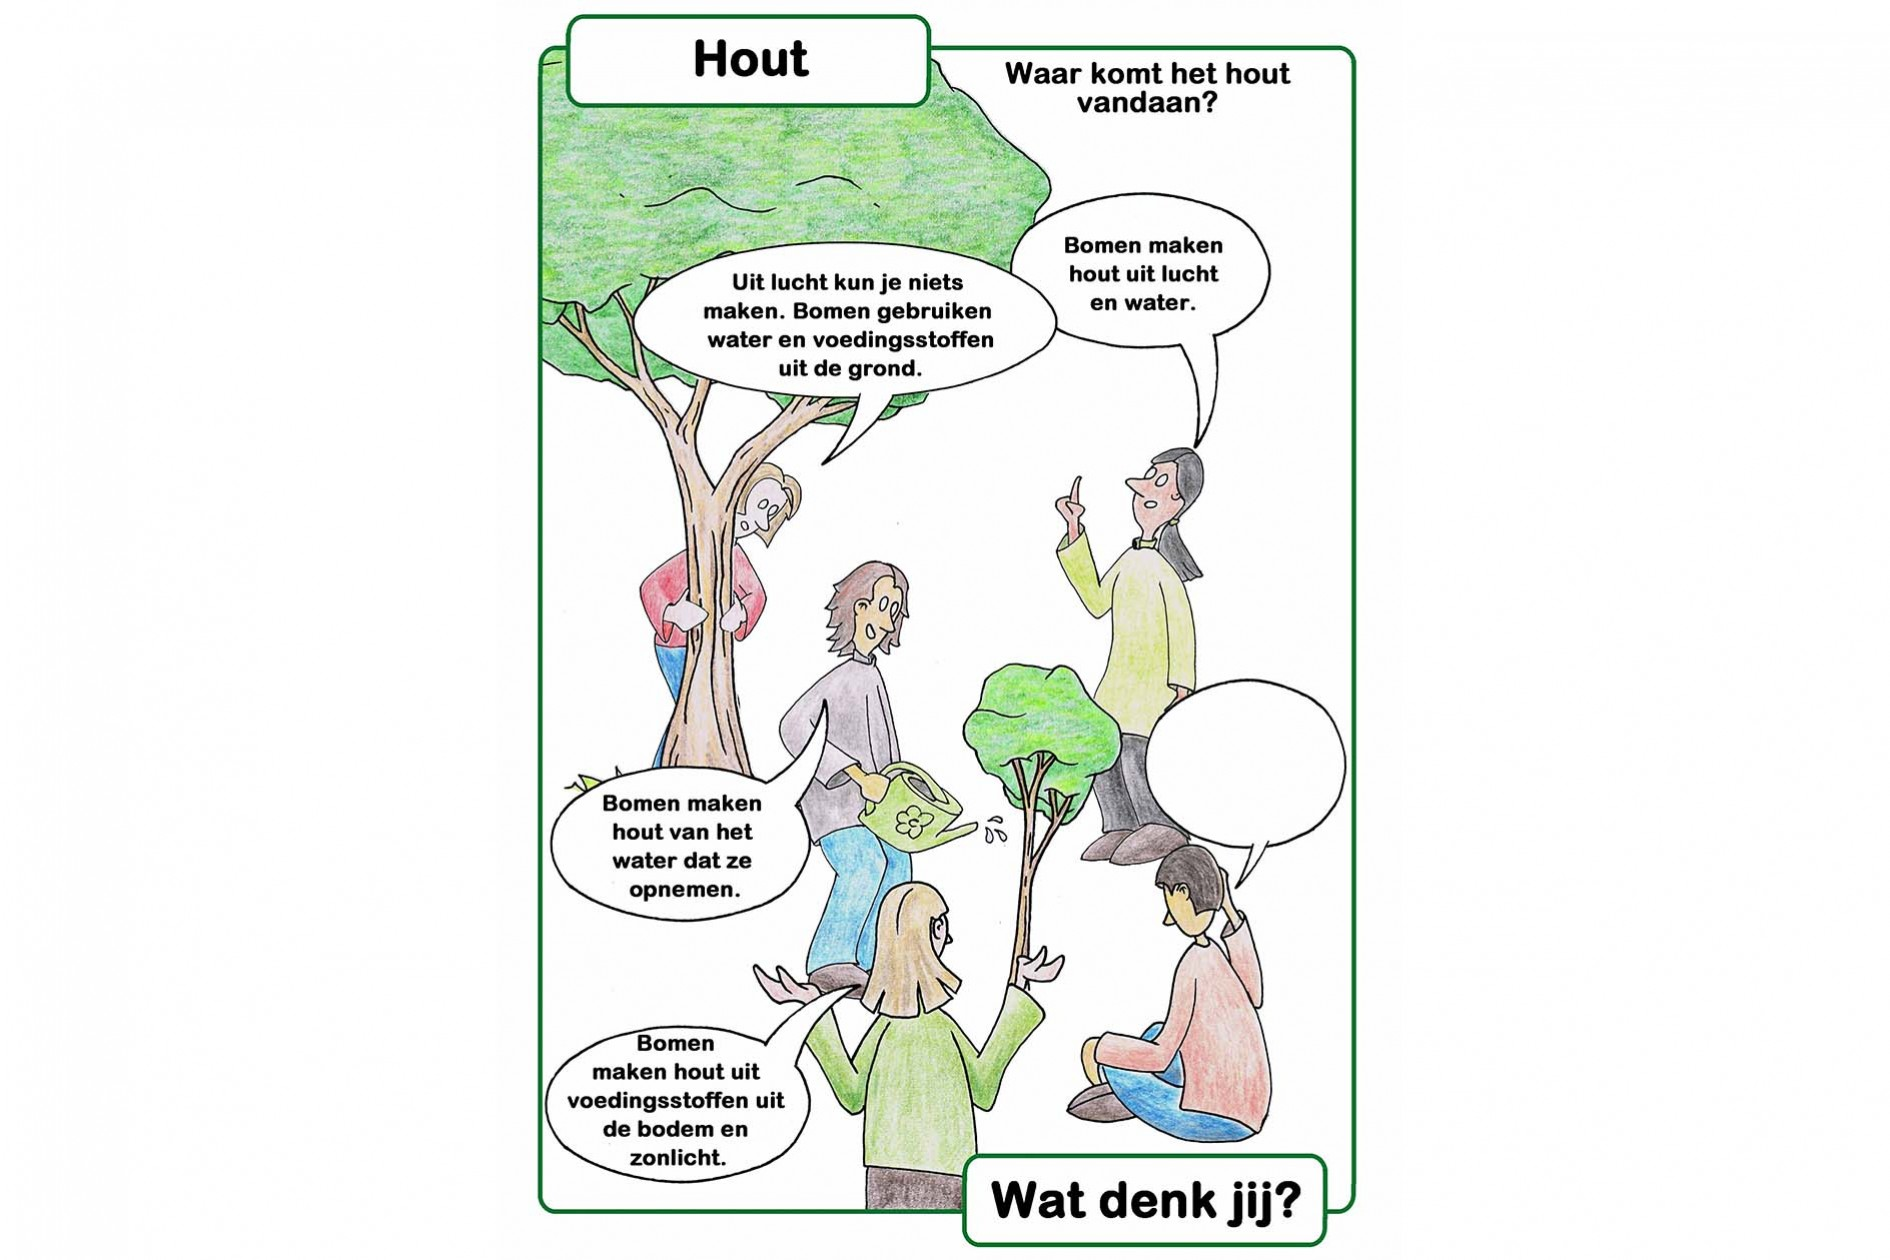 Hout
Waar komt het hout
vandaan?
Bomen maken
hout uit lucht
en water.
Uit lucht kun je niets
maken. Bomen gebruiken
water en voedingsstoffen
uit de grond.
Bomen maken
hout van het
water dat ze
opnemen.
Bomen
maken hout uit
voedingsstoffen uit
de bodem en
zonlicht.
Wat denk jij?